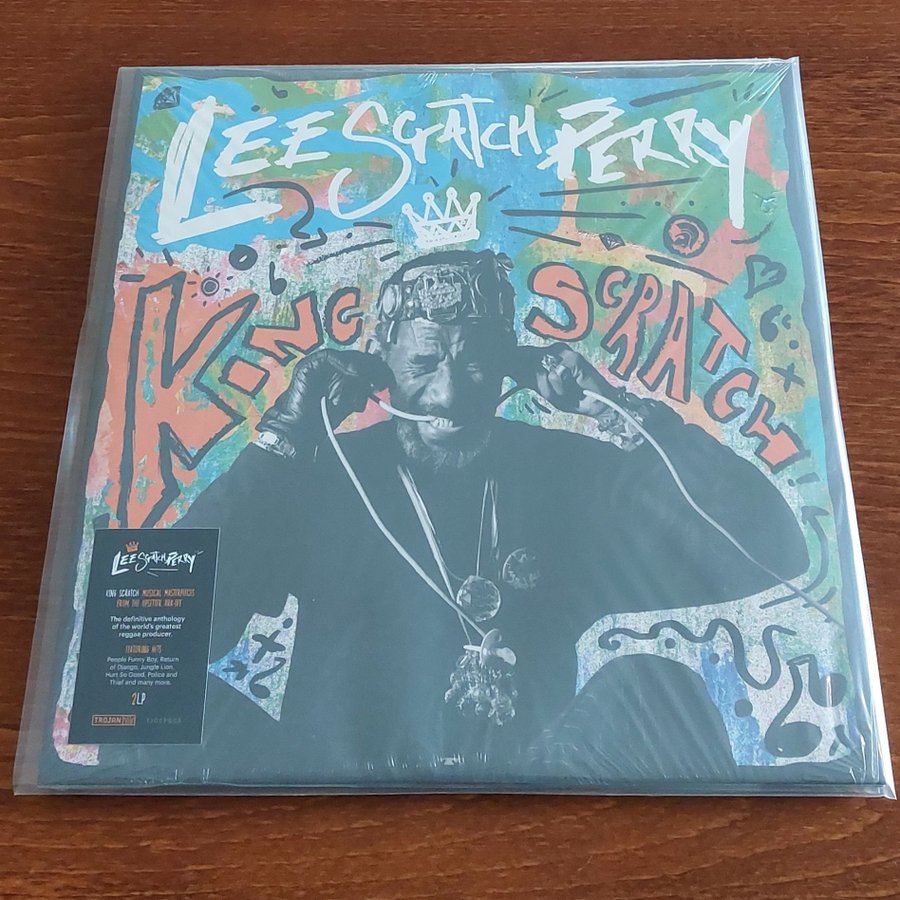 LEE SCRATCH PERRY
KING SCRATCH
LEE SCRATCH PERRY
KING SCRATCH MUSICAL MASTERPIECES
FROM THE UPSETTER ARK-IVE
The definitive anthology
of the world's greatest
reggae producer.
FEATURING HITS
People Funny Boy, Return
of Django, Jungle Lion,
Hurt So Good, Police and
Thief and many more.
2LP
TROJAN